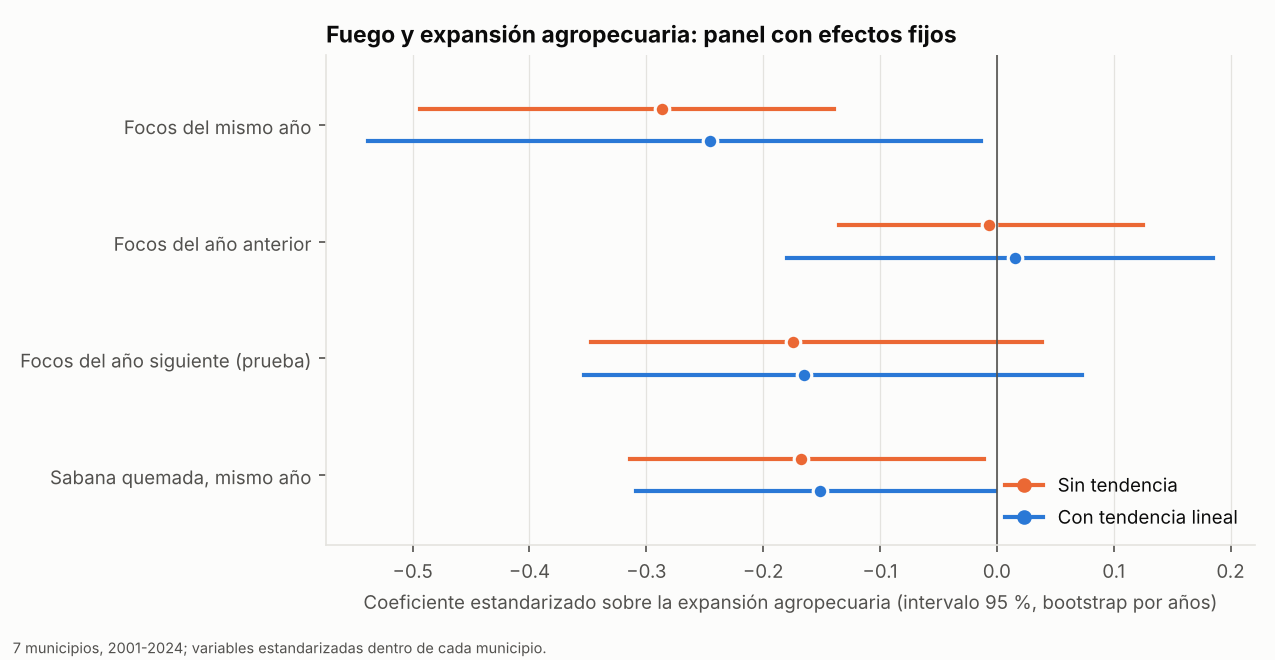 Fuego y expansión agropecuaria: panel con efectos fijos
Focos del mismo año
Focos del año anterior
Focos del año siguiente (prueba)
Sabana quemada, mismo año
Sin tendencia
Con tendencia lineal
−0.5 −0.4 −0.3 −0.2 −0.1 0.0 0.1 0.2
Coeficiente estandarizado sobre la expansión agropecuaria (intervalo 95 %, bootstrap por años)
7 municipios, 2001-2024; variables estandarizadas dentro de cada municipio.